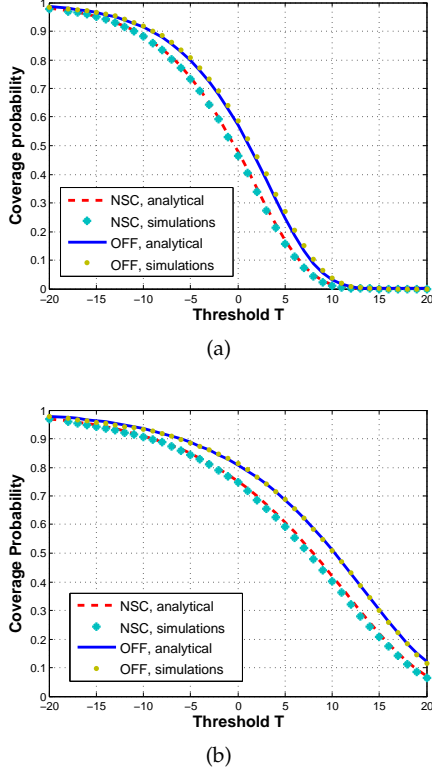 1
0.9
0.8
0.7
0.6
0.5
0.4
0.3
0.2
0.1
0
Coverage probability
NSC, analytical
NSC, simulations
OFF, analytical
OFF, simulations
−20 −15 −10 −5 0 5 10 15 20
Threshold T
(a)
1
0.9
0.8
0.7
0.6
0.5
0.4
0.3
0.2
0.1
0
Coverage Probability
NSC, analytical
NSC, simulations
OFF, analytical
OFF, simulations
−20 −15 −10 −5 0 5 10 15 20
Threshold T
(b)